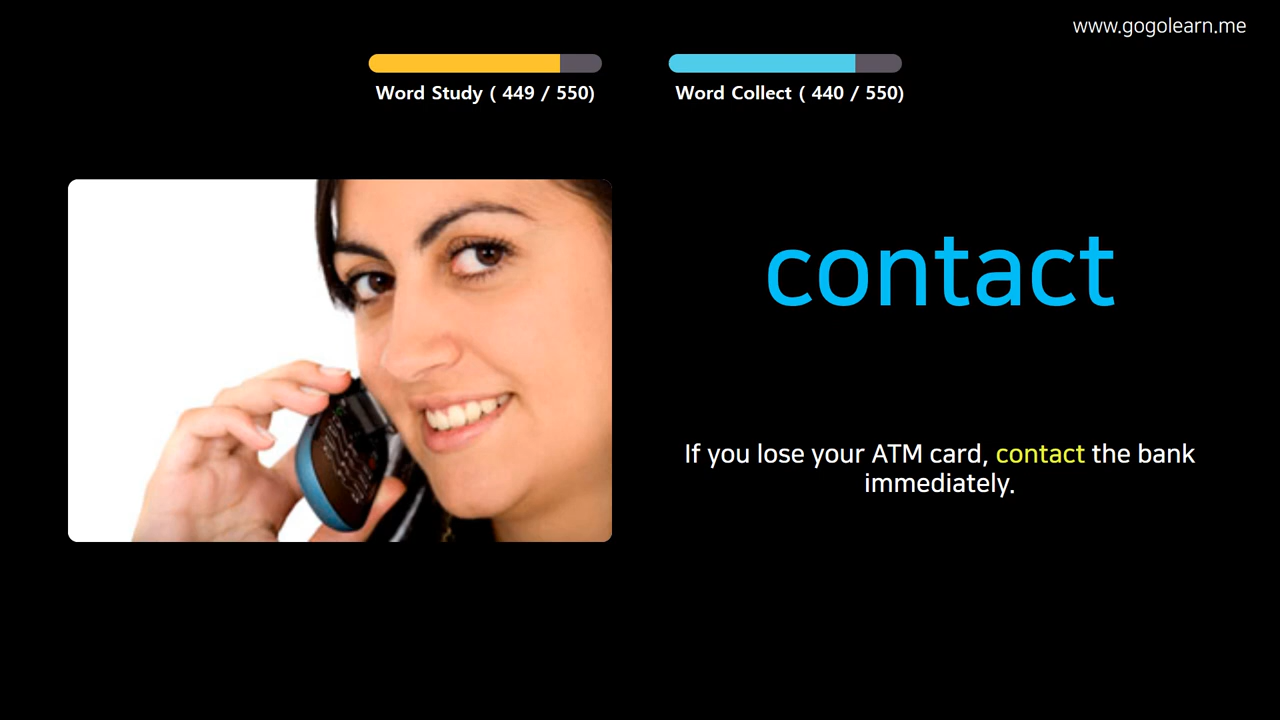 www.gogolearn.me
Word Study ( 449 / 550)
Word Collect ( 440 / 550)
contact
If you lose your ATM card, contact the bank
immediately.